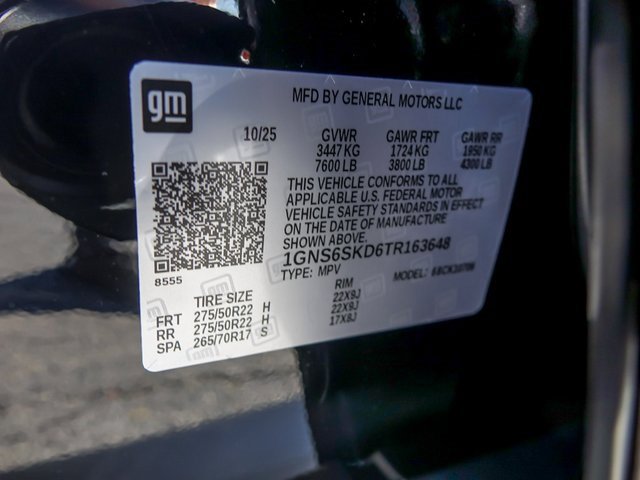 gm
MFD BY GENERAL MOTORS LLC
10/25 GVWR GAWR FRT GAWR RR
3447 KG 1724 KG 1950 KG
7600 LB 3800 LB 4300 LB
THIS VEHICLE CONFORMS TO ALL
APPLICABLE U.S. FEDERAL MOTOR
VEHICLE SAFETY STANDARDS IN EFFECT
ON THE DATE OF MANUFACTURE
SHOWN ABOVE.
1GNS6SKD6TR163648
8555
TYPE: MPV MODEL:
TIRE SIZE RIM
FRT 275/50R22 H 22X9J
RR 275/50R22 H 22X9J
SPA 265/70R17 S 17X8J